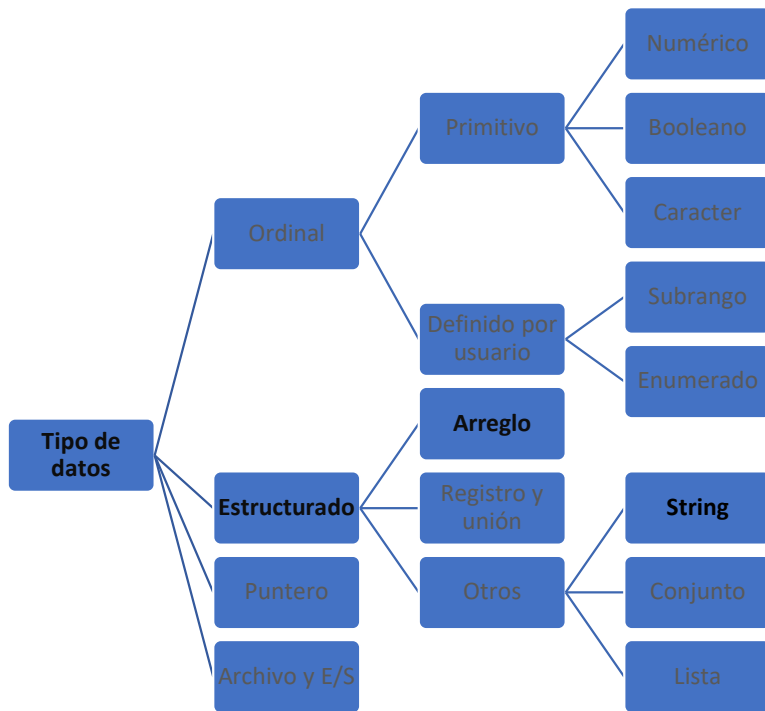 Tipo de
datos
Ordinal
Primitivo
Numérico
Booleano
Caracter
Definido por
usuario
Subrango
Enumerado
Estructurado
Arreglo
Registro y
unión
Otros
String
Conjunto
Lista
Puntero
Archivo y E/S